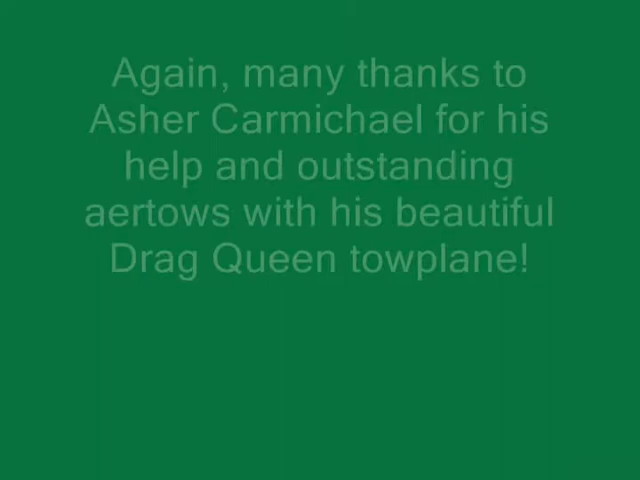 Again, many thanks to
Asher Carmichael for his
help and outstanding
aertows with his beautiful
Drag Queen towplane!